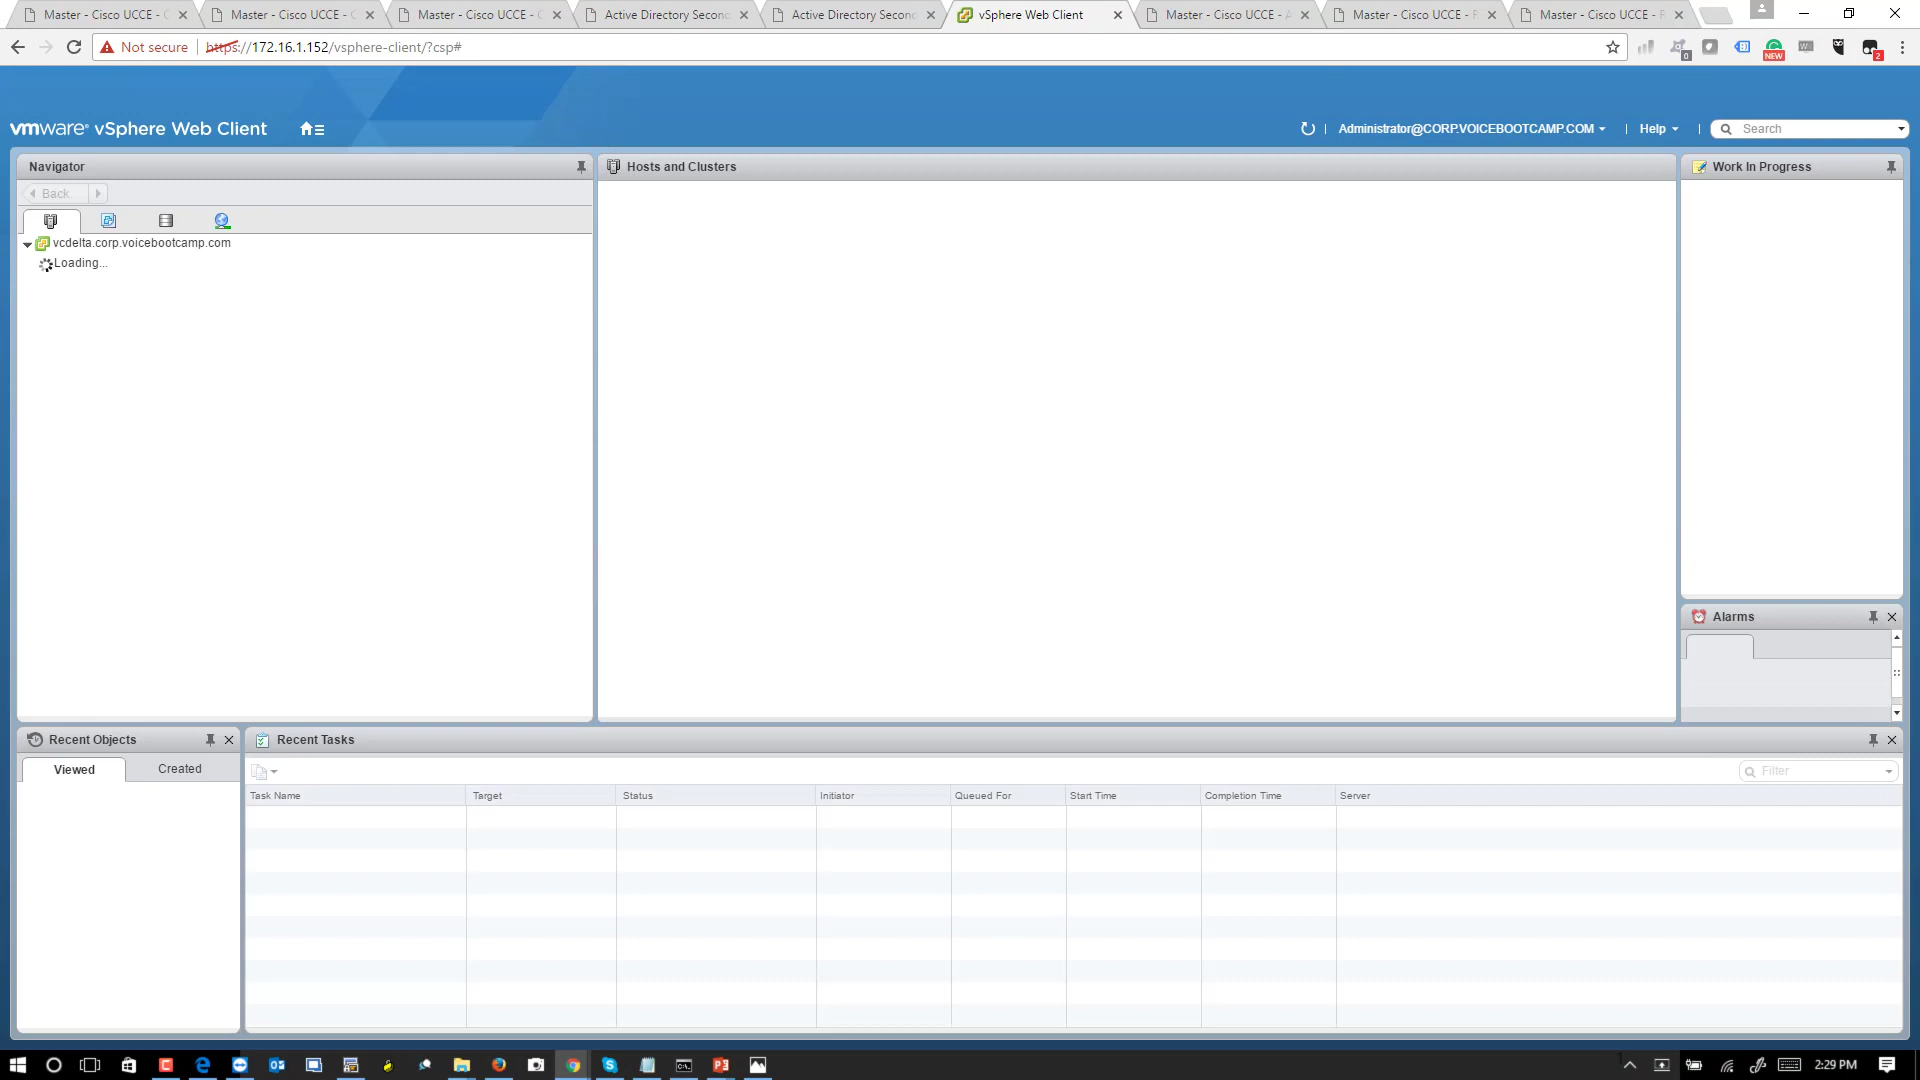 Master - Cisco UCCE - C
Master - Cisco UCCE - C
Master - Cisco UCCE - C
Active Directory Second
Active Directory Second
vSphere Web Client
Master - Cisco UCCE - A
Master - Cisco UCCE - F
Master - Cisco UCCE - F
Not secure
https://172.16.1.152/vsphere-client/?csp#
0
NEW
2
vmware® vSphere Web Client
Administrator@CORP.VOICEBOOTCAMP.COM
Help
Search
Navigator
Hosts and Clusters
Work In Progress
Back
vcdelta.corp.voicebootcamp.com
Loading...
Alarms
Recent Objects
Recent Tasks
Viewed
Created
Filter
Task Name
Target
Status
Initiator
Queued For
Start Time
Completion Time
Server
2:29 PM